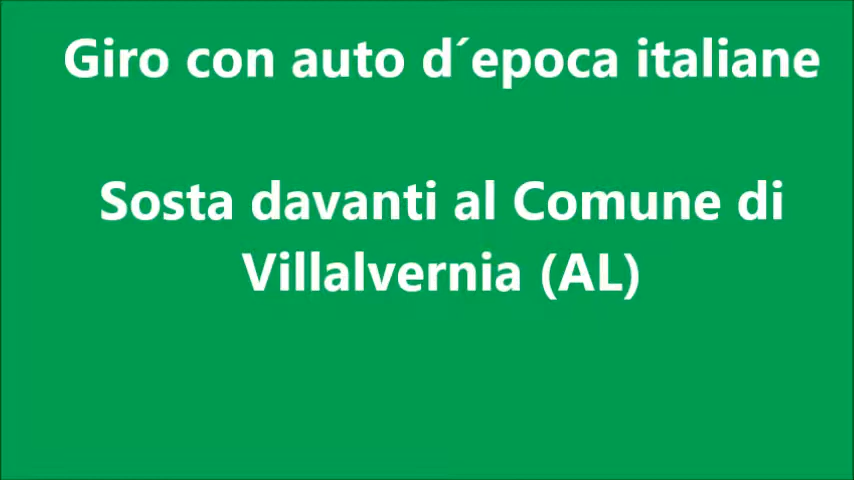 Giro con auto d´epoca italiane
Sosta davanti al Comune di
Villalvernia (AL)